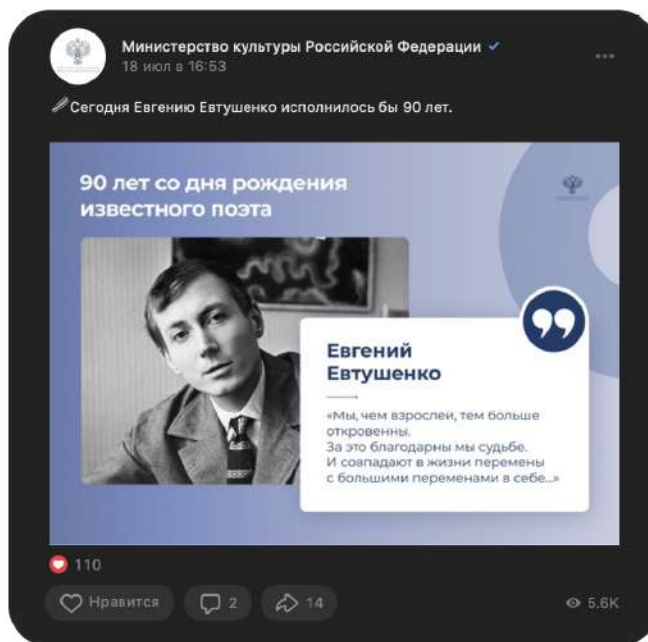 Министерство культуры Российской Федерации
18 июл в 16:53
Сегодня Евгению Евтушенко исполнилось бы 90 лет.
90 лет со дня рождения
известного поэта
Евгений
Евтушенко
«Мы, чем взрослей, тем больше
откровенны.
За это благодарны мы судьбе.
И совпадают в жизни перемены
с большими переменами в себе...»
110
Нравится
2
14
5.6K